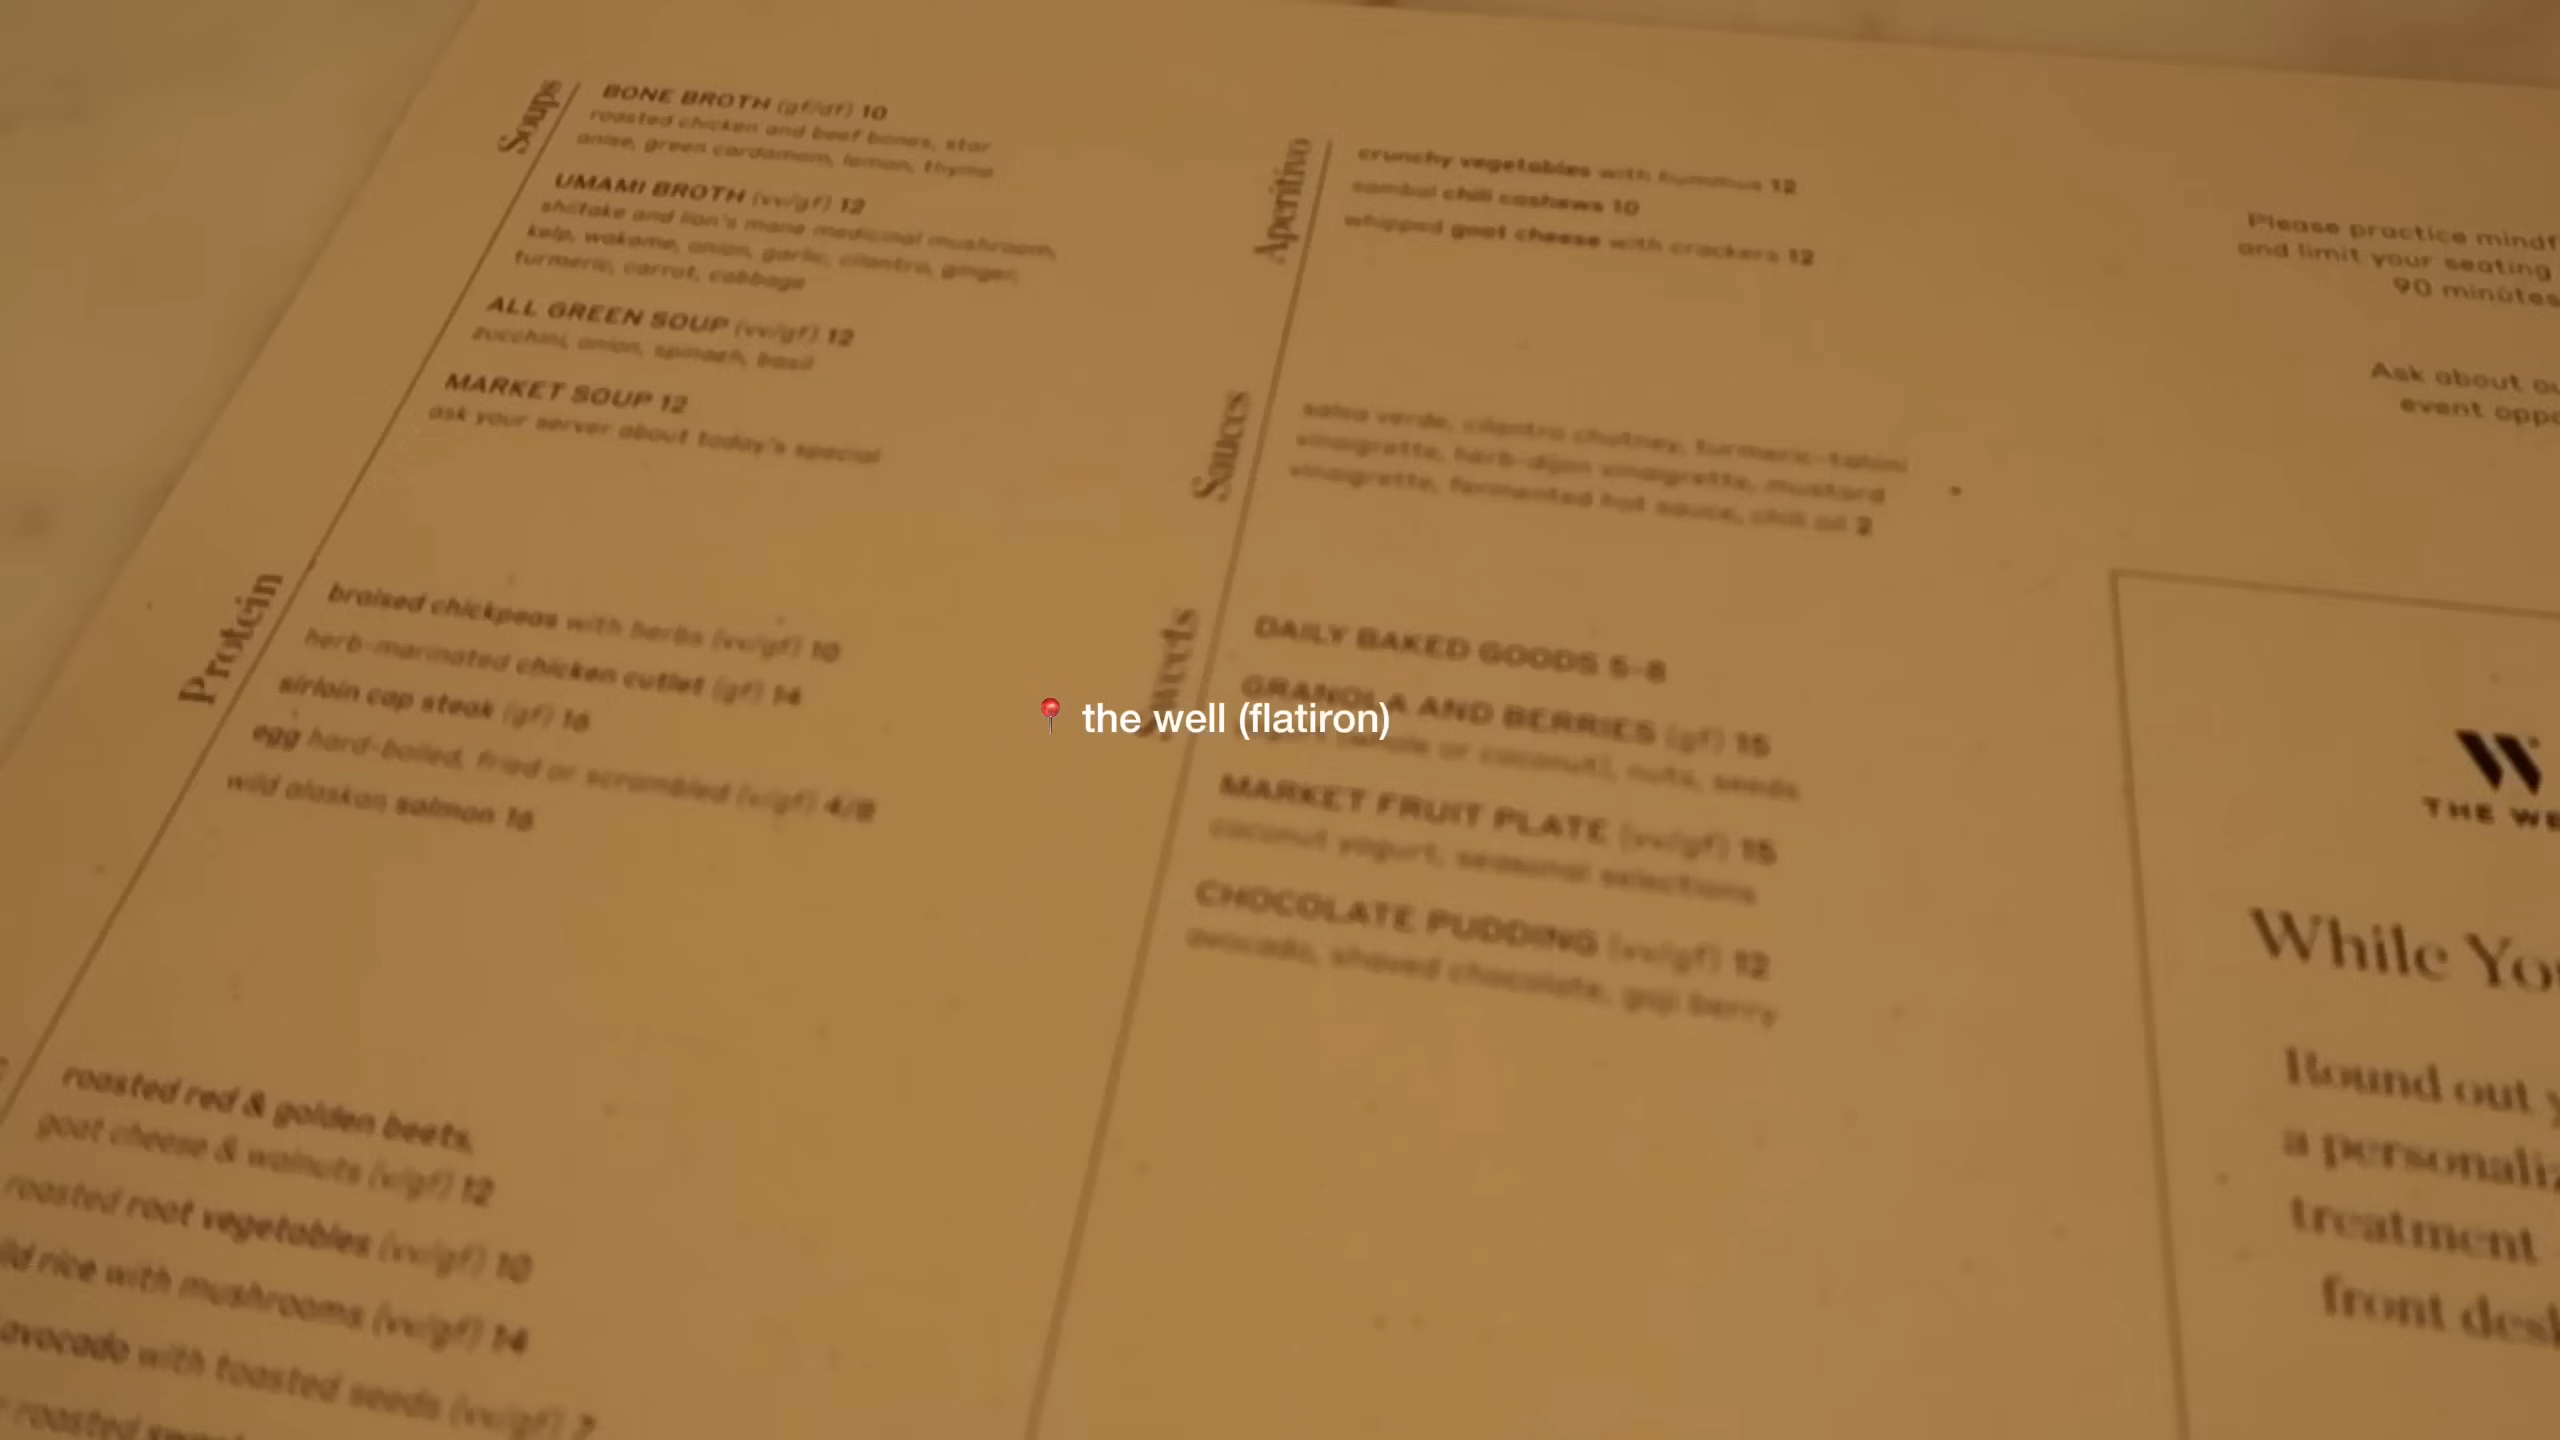 Soups
BONE BROTH (gf/df) 10
roasted chicken and beef bones, star
anise, green cardamom, lemon, thyme
UMAMI BROTH (vv/gf) 12
shiitake and lion's mane medicinal mushroom,
kelp, wakame, onion, garlic, cilantro, ginger,
turmeric, carrot, cabbage
ALL GREEN SOUP (vv/gf) 12
zucchini, onion, spinach, basil
MARKET SOUP 12
ask your server about today's special
Protein
braised chickpeas with herbs (vv/gf) 10
herb-marinated chicken cutlet (gf) 14
sirloin cap steak (gf) 16
egg hard-boiled, fried or scrambled (v/gf) 4/8
wild alaskan salmon 16
roasted red & golden beets,
goat cheese & walnuts (v/gf) 12
roasted root vegetables (vv/gf) 10
rice with mushrooms (vv/gf) 14
avocado with toasted seeds (vv/gf) 7
roasted
Aperitivo
crunchy vegetables with hummus 12
sambal chili cashews 10
whipped goat cheese with crackers 12
Sauces
salsa verde, cilantro chutney, turmeric-tahini
vinaigrette, herb-dijon vinaigrette, mustard
vinaigrette, fermented hot sauce, chili oil 2
Sweets
DAILY BAKED GOODS 5-8
GRANOLA AND BERRIES (gf) 15
or coconut), nuts, seeds
MARKET FRUIT PLATE (vv/gf) 15
coconut yogurt, seasonal selections
CHOCOLATE PUDDING (vv/gf) 12
avocado, shaved chocolate, goji berry
📍 the well (flatiron)
Please practice mindf
and limit your seating
90 minutes
Ask about ou
event oppo
W
THE WE
While You
Round out y
a personaliz
treatment
front desk